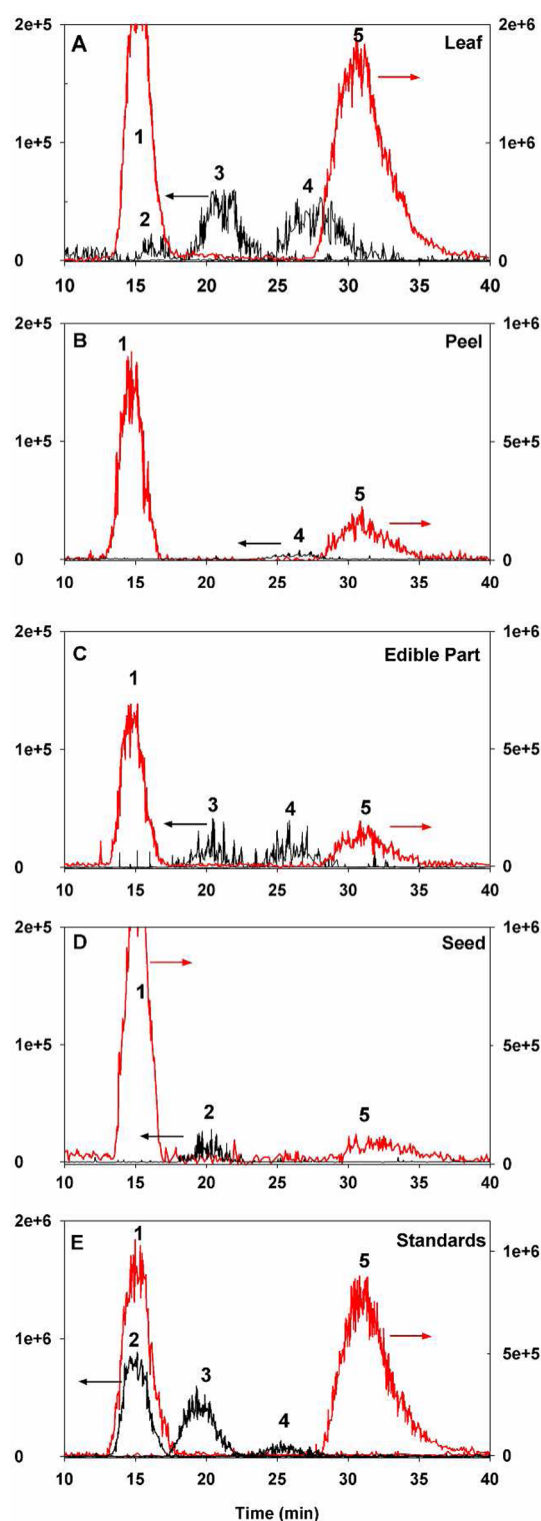 2e+5 2e+6
A 1 5 Leaf
1e+5 3 1e+6
2 4
0 0
10 15 20 25 30 35 40
2e+5 1e+6
B 1 Peel
1e+5 5e+5
4 5
0 0
10 15 20 25 30 35 40
2e+5 1e+6
C 1 Edible Part
1e+5 5e+5
3 4 5
0 0
10 15 20 25 30 35 40
2e+5 1e+6
D Seed
1
1e+5 5e+5
2 5
0 0
10 15 20 25 30 35 40
2e+6
E 1 5 Standards
1e+6
2
1e+6 3 5e+5
4
0 0
10 15 20 25 30 35 40
Time (min)